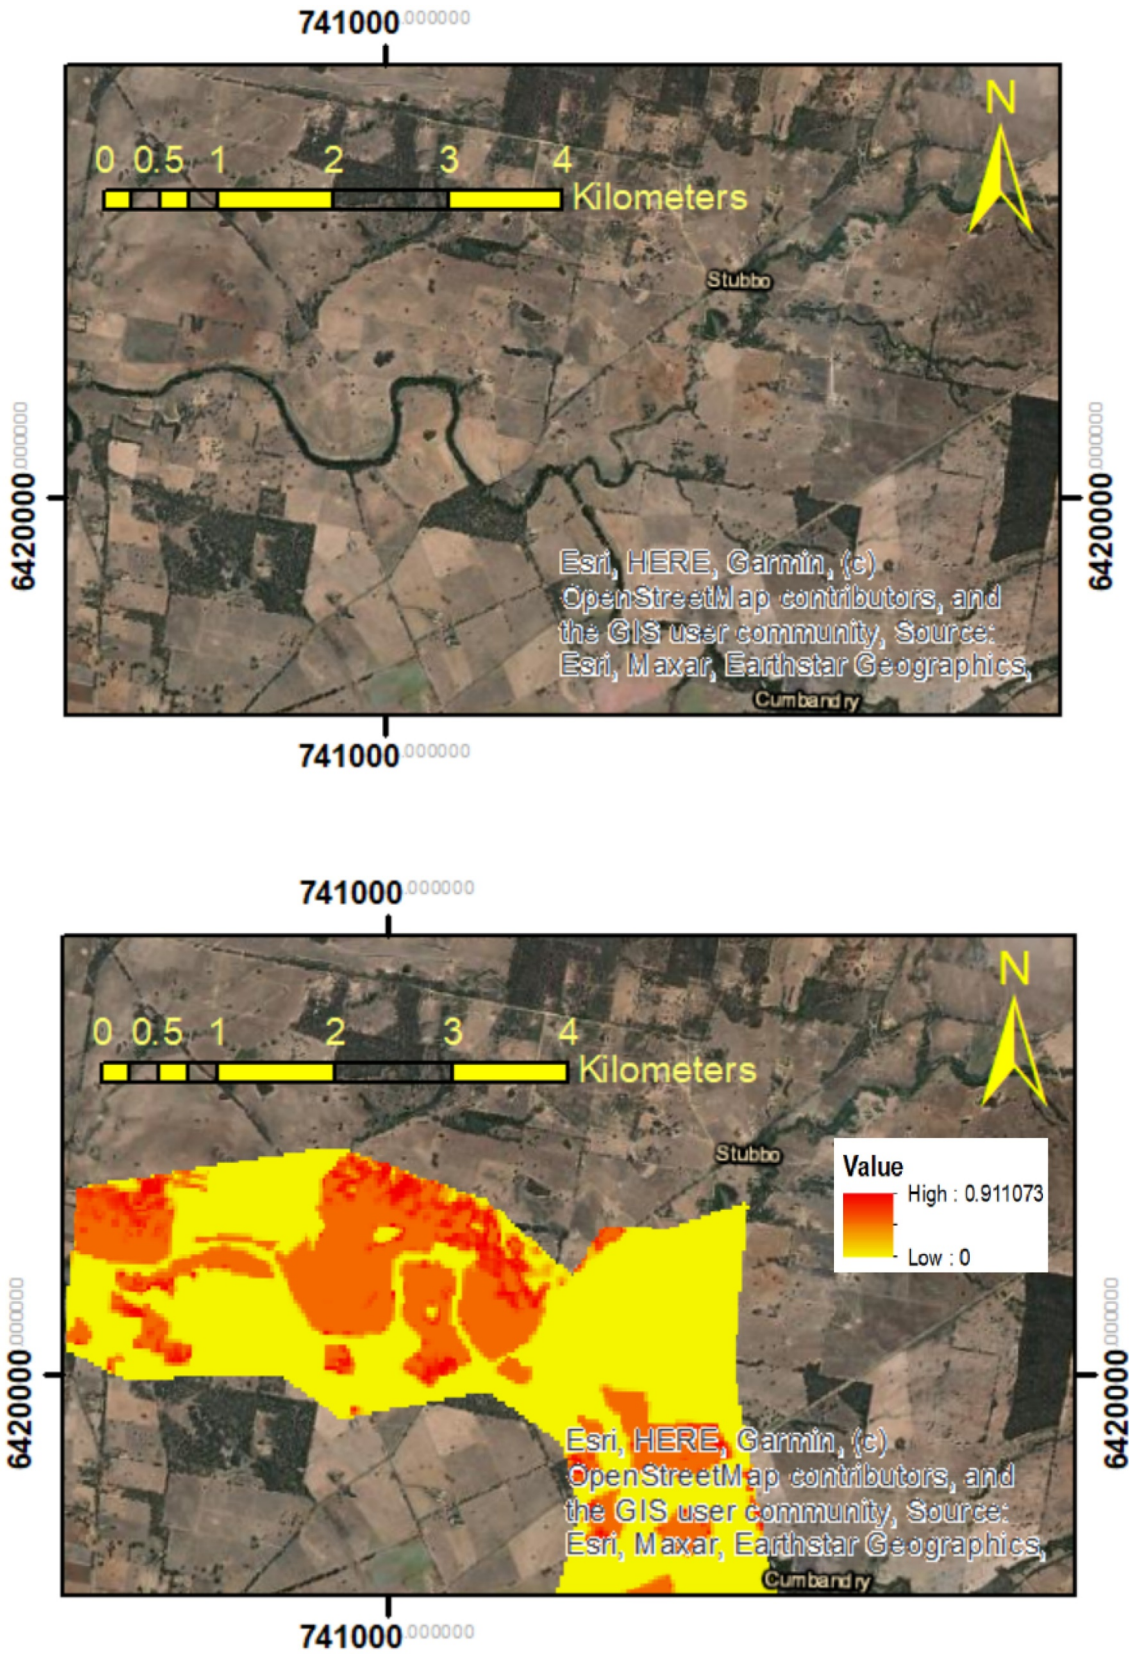 741000.000000
N
0 0.5 1 2 3 4
Kilometers
Stubbo
6420000.000000
6420000.000000
Esri, HERE, Garmin, (c)
OpenStreetMap contributors, and
the GIS user community, Source:
Esri, Maxar, Earthstar Geographics,
Cumbandry
741000.000000
741000.000000
N
0 0.5 1 2 3 4
Kilometers
Stubbo
Value
High : 0.911073
Low : 0
6420000.000000
6420000.000000
Esri, HERE, Garmin, (c)
OpenStreetMap contributors, and
the GIS user community, Source:
Esri, Maxar, Earthstar Geographics,
Cumbandry
741000.000000